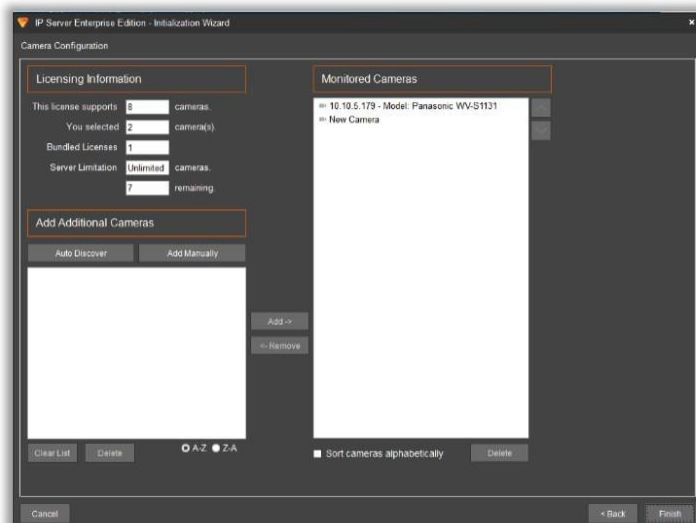 IP Server Enterprise Edition - Initialization Wizard
Camera Configuration
Licensing Information
This license supports 8 cameras.
You selected 2 camera(s).
Bundled Licenses 1
Server Limitation Unlimited cameras.
7 remaining.
Add Additional Cameras
Auto Discover Add Manually
Clear List Delete A-Z Z-A
Add ->
<- Remove
Monitored Cameras
10.10.5.179 - Model: Panasonic WV-S1131
New Camera
Sort cameras alphabetically Delete
Cancel < Back Finish